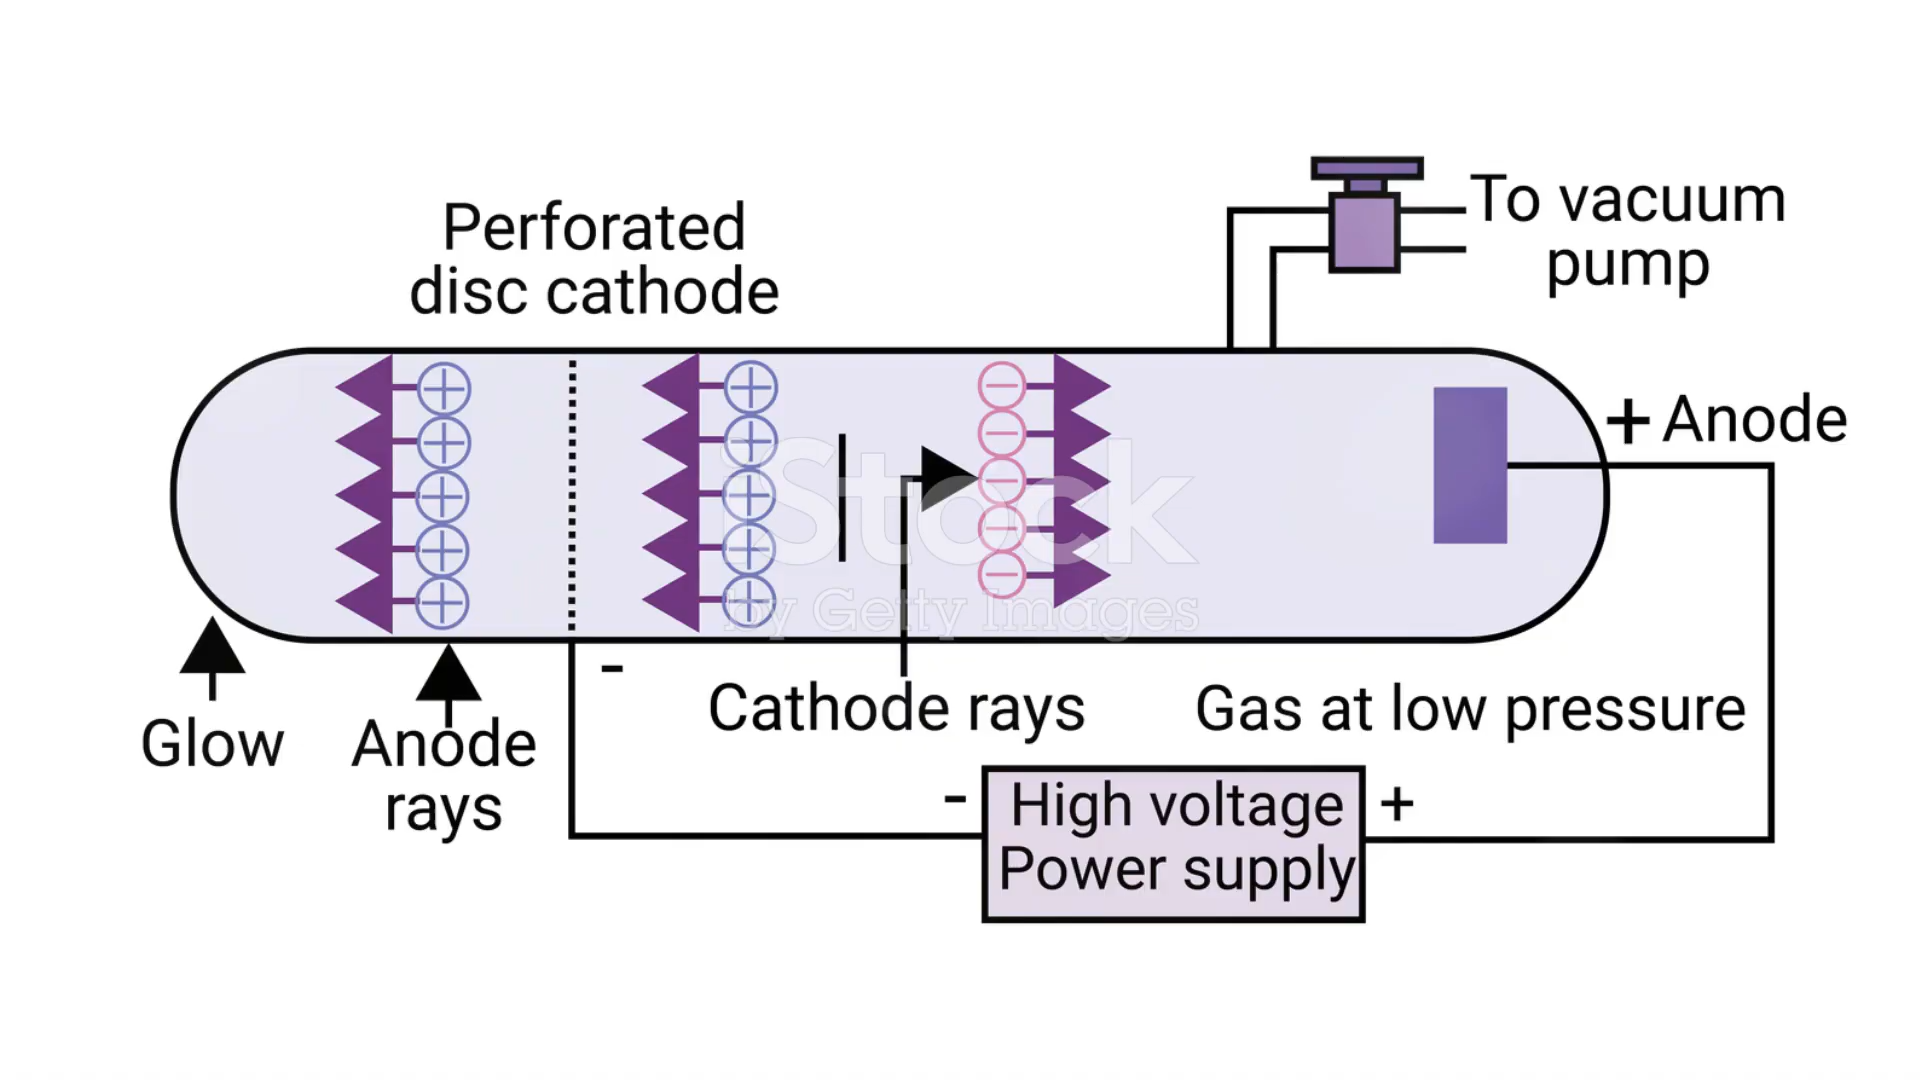 To vacuum
pump
Perforated
disc cathode
+ Anode
iStock
by Getty Images
-
Cathode rays
Gas at low pressure
Glow
Anode
rays
-
High voltage
Power supply
+